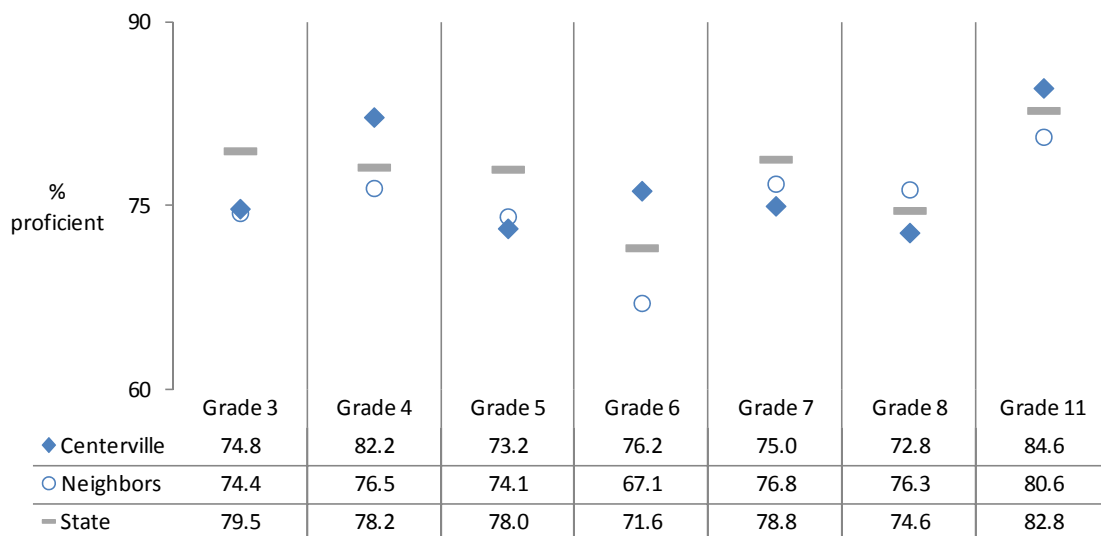 90
75
%
proficient
60
Grade 3 Grade 4 Grade 5 Grade 6 Grade 7 Grade 8 Grade 11
Centerville 74.8 82.2 73.2 76.2 75.0 72.8 84.6
Neighbors 74.4 76.5 74.1 67.1 76.8 76.3 80.6
State 79.5 78.2 78.0 71.6 78.8 74.6 82.8